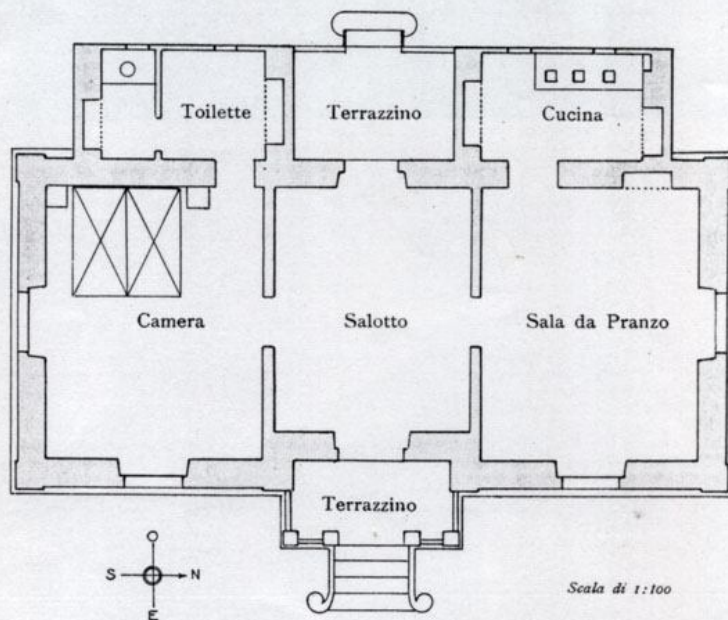 Toilette
Terrazzino
Cucina
Camera
Salotto
Sala da Pranzo
Terrazzino
O
S N
E
Scala di 1:100